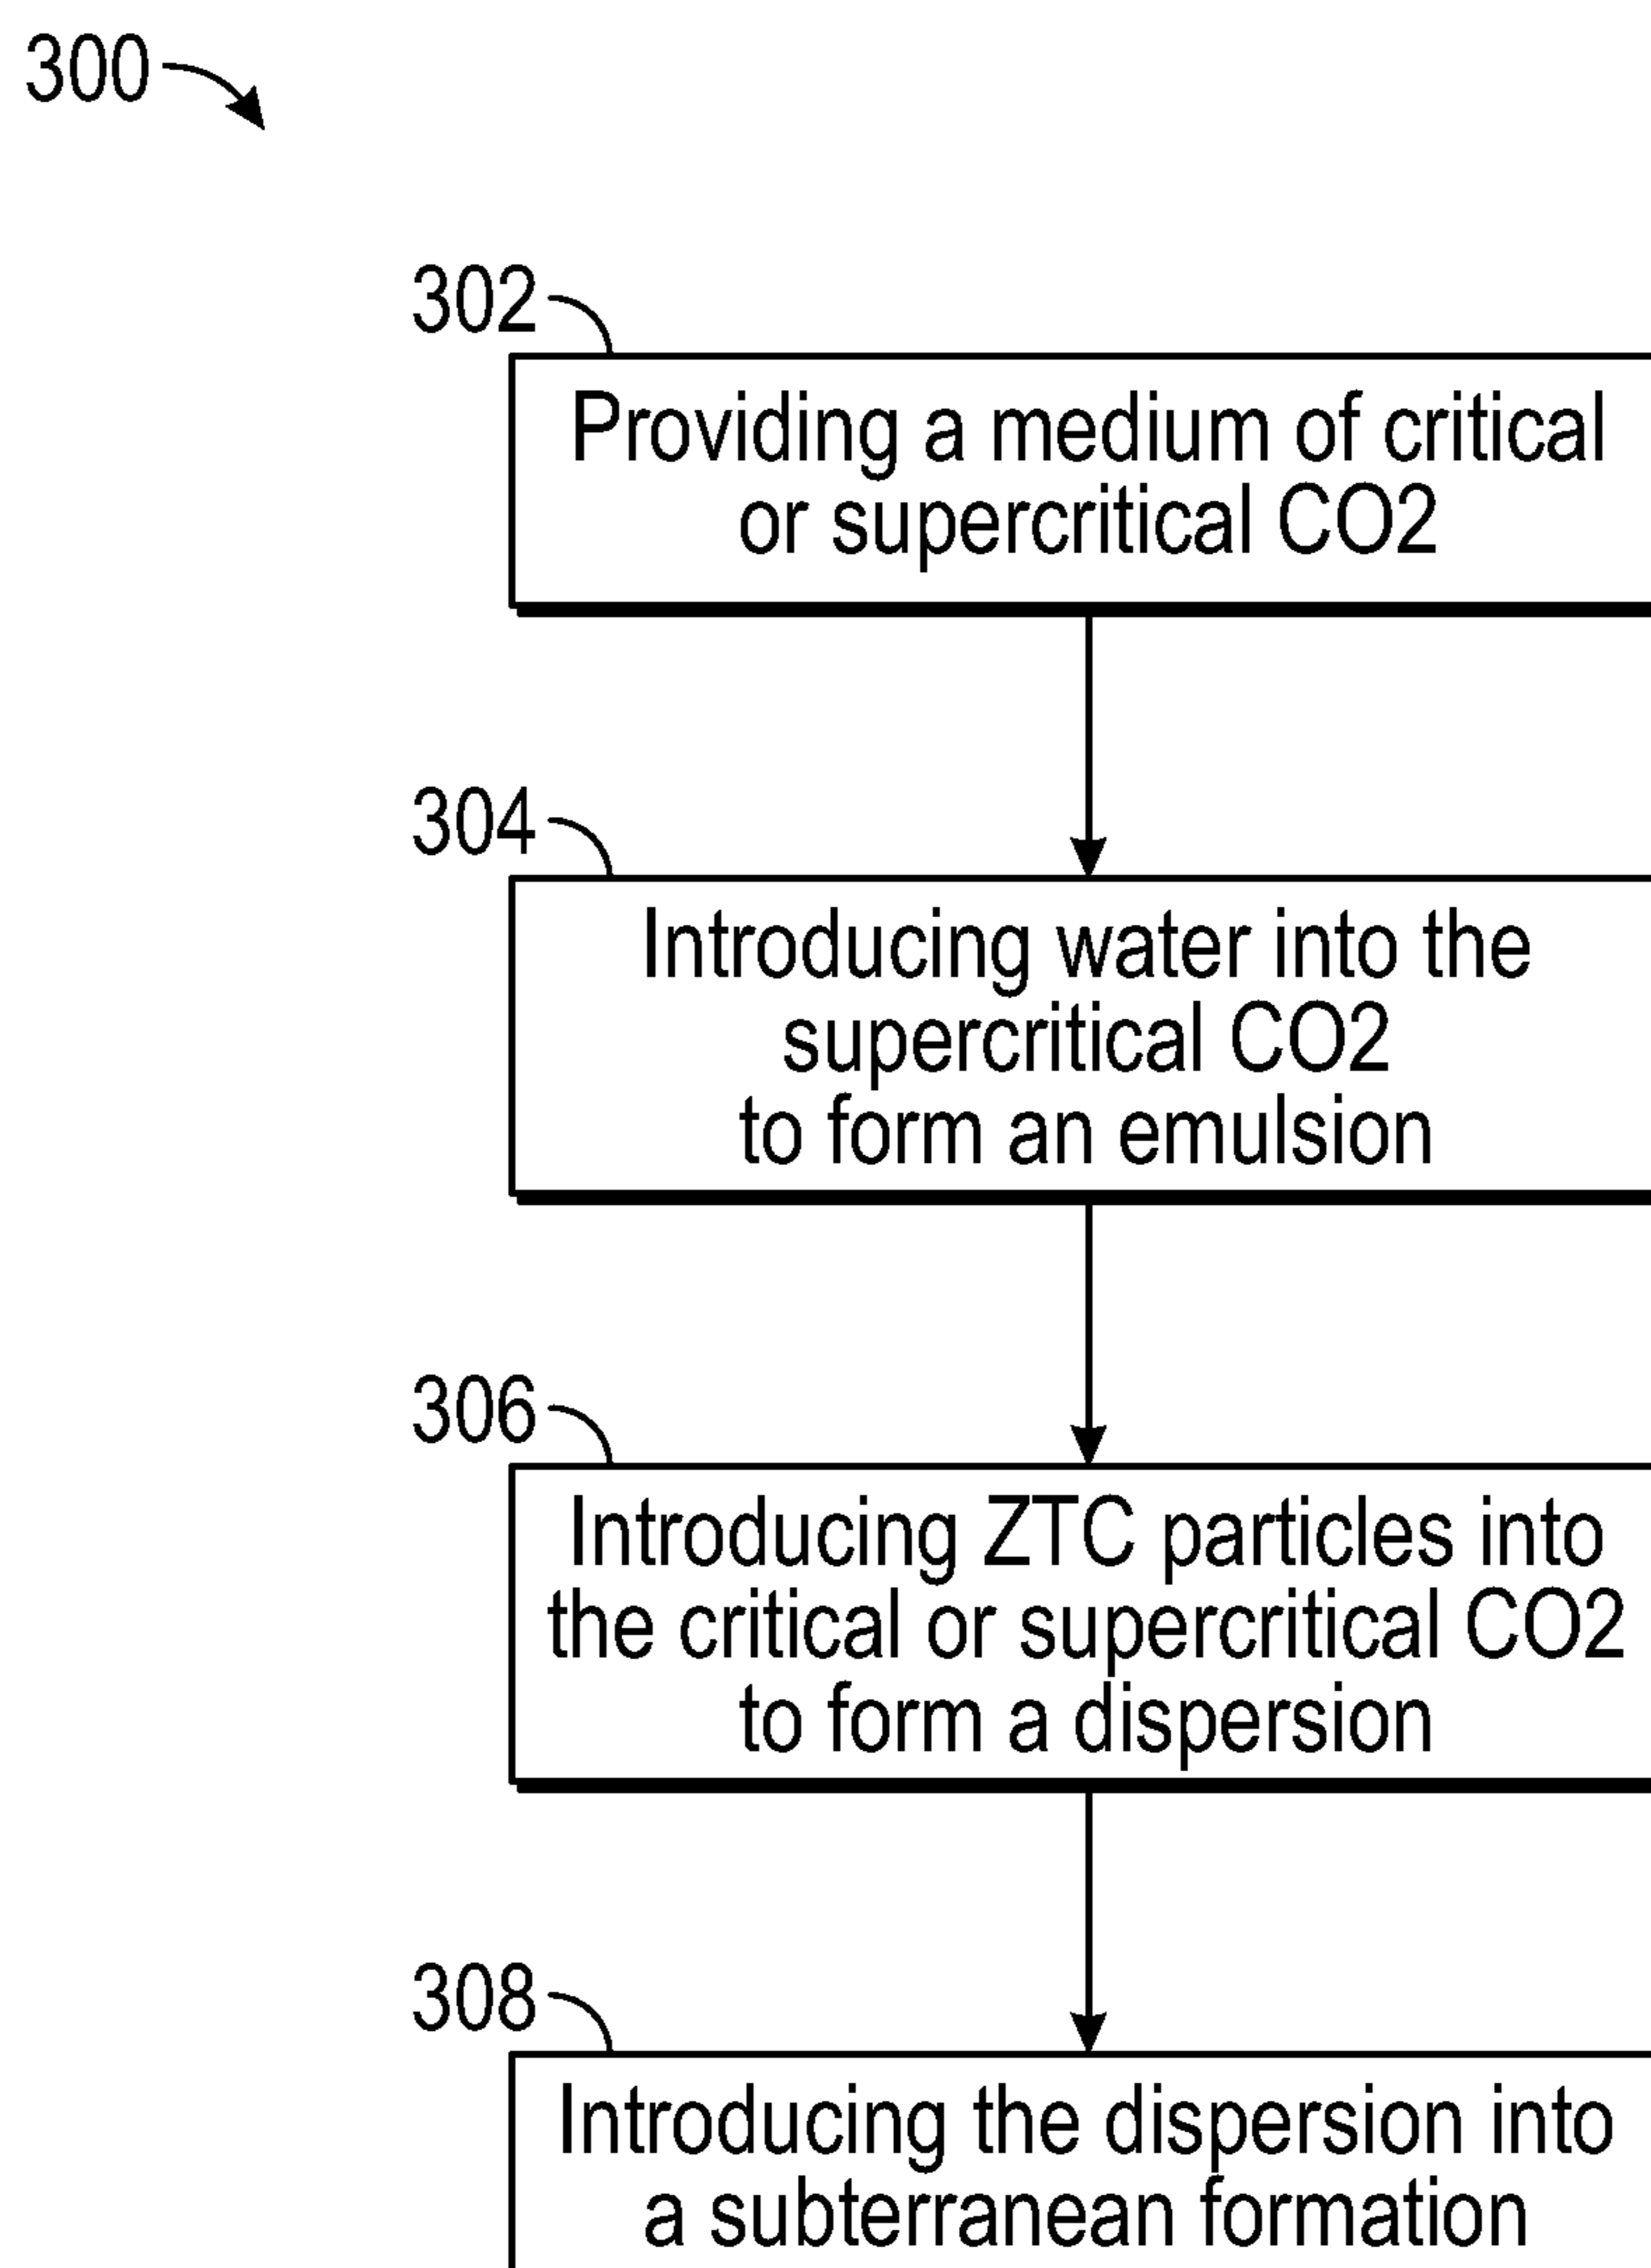 300
302
Providing a medium of critical
or supercritical CO2
304
Introducing water into the
supercritical CO2
to form an emulsion
306
Introducing ZTC particles into
the critical or supercritical CO2
to form a dispersion
308
Introducing the dispersion into
a subterranean formation